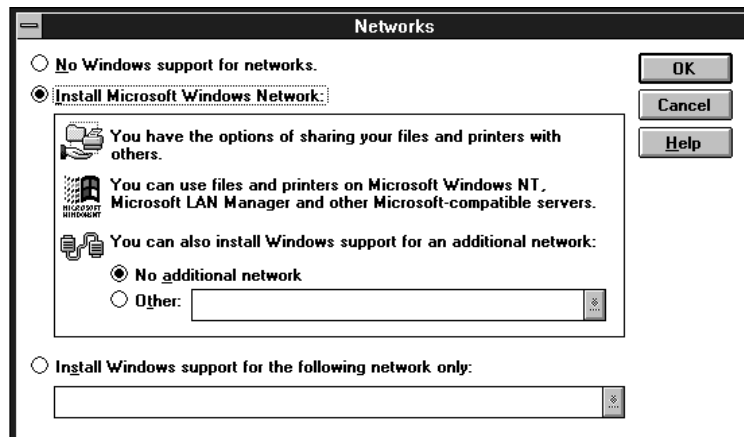 Networks
No Windows support for networks.
OK
Install Microsoft Windows Network:
Cancel
You have the options of sharing your files and printers with
others.
Help
You can use files and printers on Microsoft Windows NT,
Microsoft LAN Manager and other Microsoft-compatible servers.
MICROSOFT
WINDOWS NT
You can also install Windows support for an additional network:
No additional network
Other:
Install Windows support for the following network only: